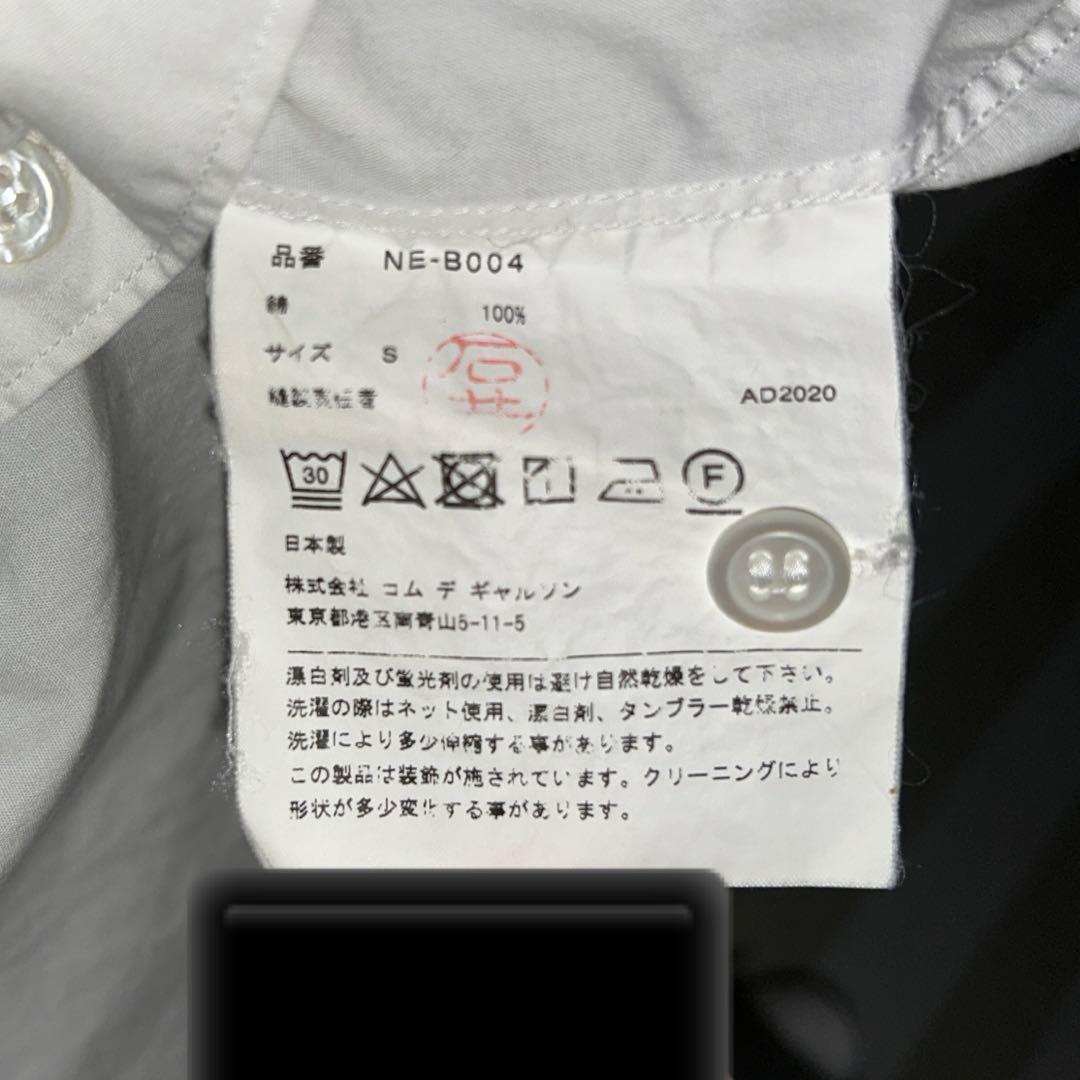 品番 NE-B004
綿 100%
サイズ S
縫製責任者
AD2020
30
F
日本製
株式会社 コム デ ギャルソン
東京都港区南青山5-11-5
漂白剤及び蛍光剤の使用は避け自然乾燥をして下さい。
洗濯の際はネット使用、漂白剤、タンブラー乾燥禁止。
洗濯により多少伸縮する事があります。
この製品は装飾が施されています。クリーニングにより
形状が多少変化する事があります。